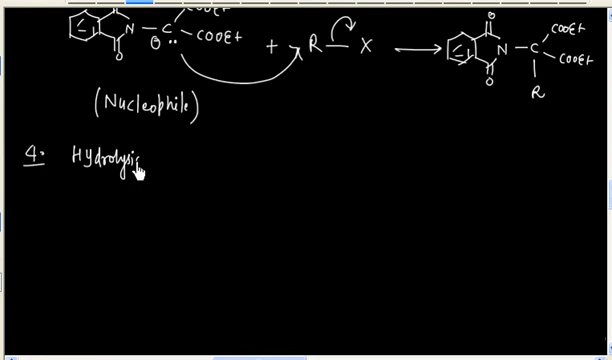 O COOEt O
N — C COOEt
O COOEt + R — X → N — C COOEt
O ⊖ O R
(Nucleophile)
4. Hydrolysis